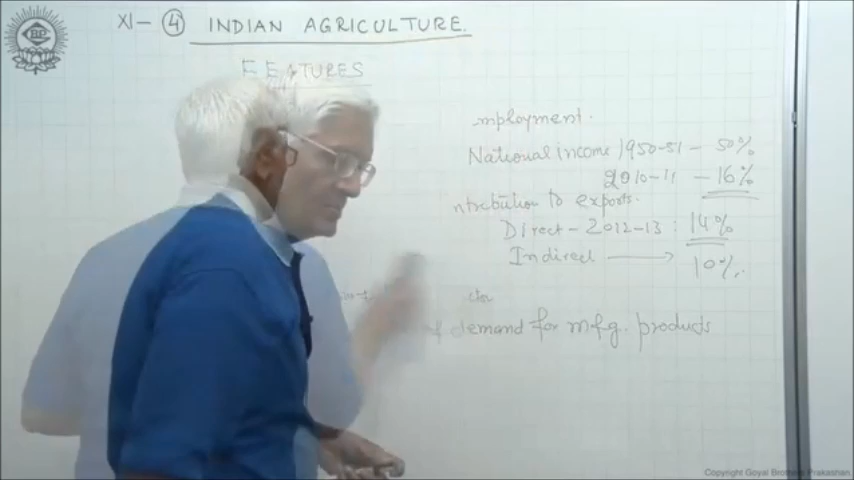 XI- 4 INDIAN AGRICULTURE.
FEATURES
mployment.
National income 1950-51 - 50%
2010-11 - 16%
ntribution to exports.
Direct - 2012-13 : 14%
Indirect → 10%.
demand for mfg. products
Copyright Goyal Brothers Prakashan